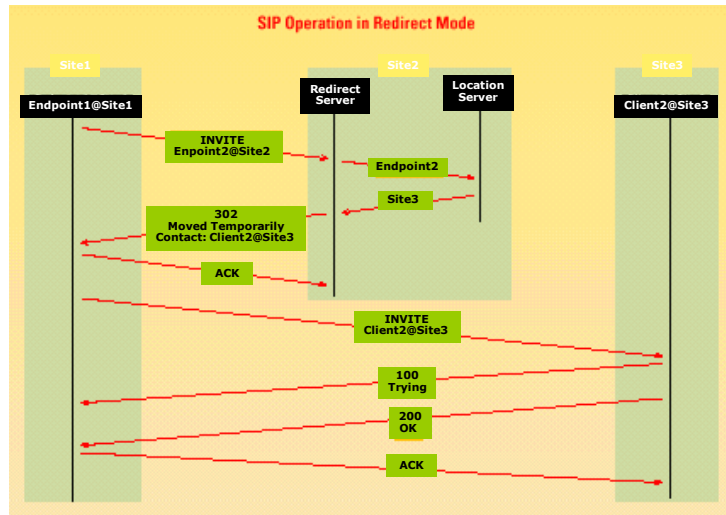 SIP Operation in Redirect Mode
Site1
Site2
Site3
Endpoint1@Site1
Redirect
Server
Location
Server
Client2@Site3
INVITE
Enpoint2@Site2
Endpoint2
Site3
302
Moved Temporarily
Contact: Client2@Site3
ACK
INVITE
Client2@Site3
100
Trying
200
OK
ACK